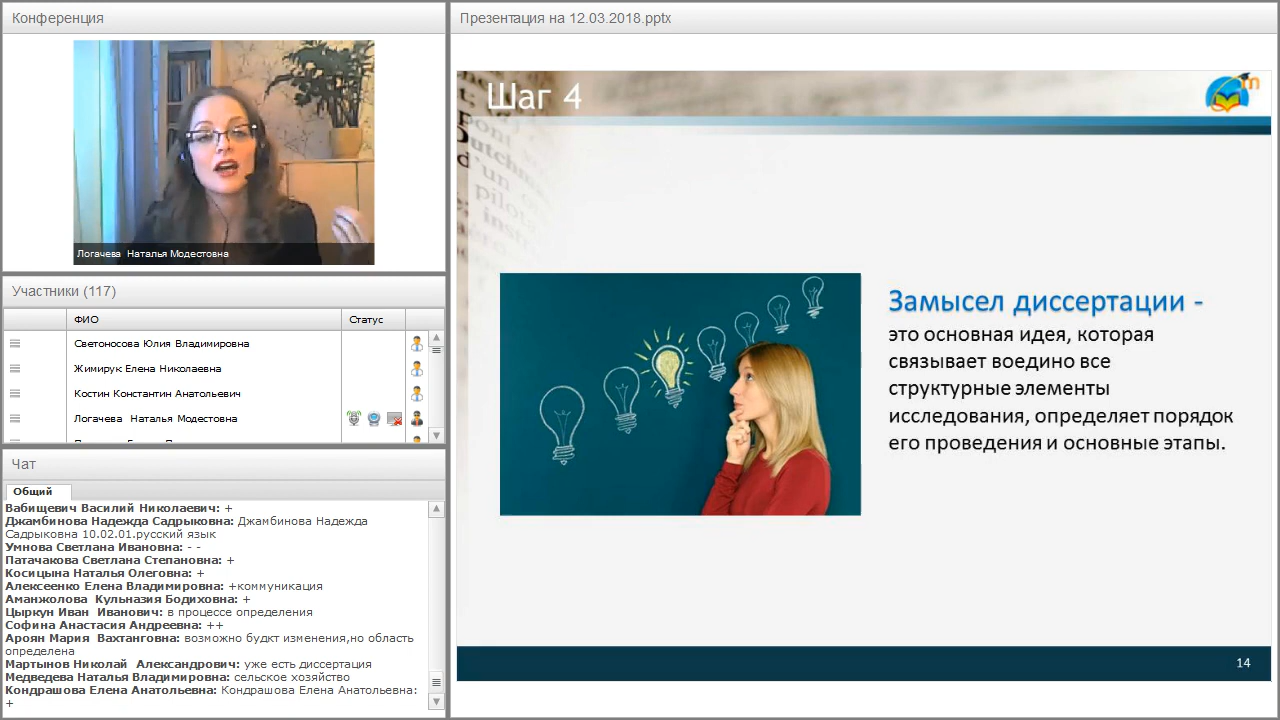 Конференция
Логачева Наталья Модестовна
Участники (117)
ФИО Статус
Светоносова Юлия Владимировна
Жимирук Елена Николаевна
Костин Константин Анатольевич
Логачева Наталья Модестовна
Чат
Общий
Вабищевич Василий Николаевич: +
Джамбинова Надежда Садрыковна: Джамбинова Надежда
Садрыковна 10.02.01.русский язык
Умнова Светлана Ивановна: - -
Патачакова Светлана Степановна: +
Косицына Наталья Олеговна: +
Алексеенко Елена Владимировна: +коммуникация
Аманжолова Кульназия Бодиховна: +
Цыркун Иван Иванович: в процессе определения
Софина Анастасия Андреевна: ++
Ароян Мария Вахтанговна: возможно будкт изменения,но область
определена
Мартынов Николай Александрович: уже есть диссертация
Медведева Наталья Владимировна: сельское хозяйство
Кондрашова Елена Анатольевна: Кондрашова Елена Анатольевна:
+
Презентация на 12.03.2018.pptx
Шаг 4
Dutchm
d'un
pilot
Замысел диссертации -
это основная идея, которая
связывает воедино все
структурные элементы
исследования, определяет порядок
его проведения и основные этапы.
14